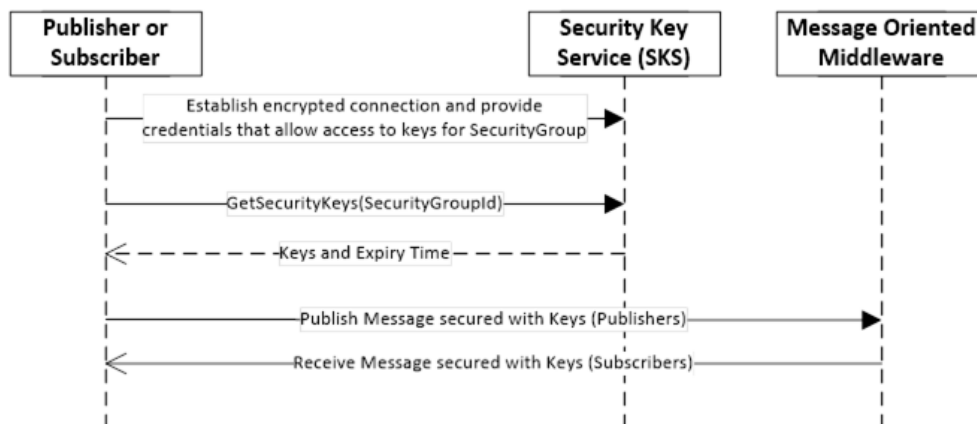 Publisher or
Subscriber
Security Key
Service (SKS)
Message Oriented
Middleware
Establish encrypted connection and provide
credentials that allow access to keys for SecurityGroup
GetSecurityKeys(SecurityGroupId)
Keys and Expiry Time
Publish Message secured with Keys (Publishers)
Receive Message secured with Keys (Subscribers)